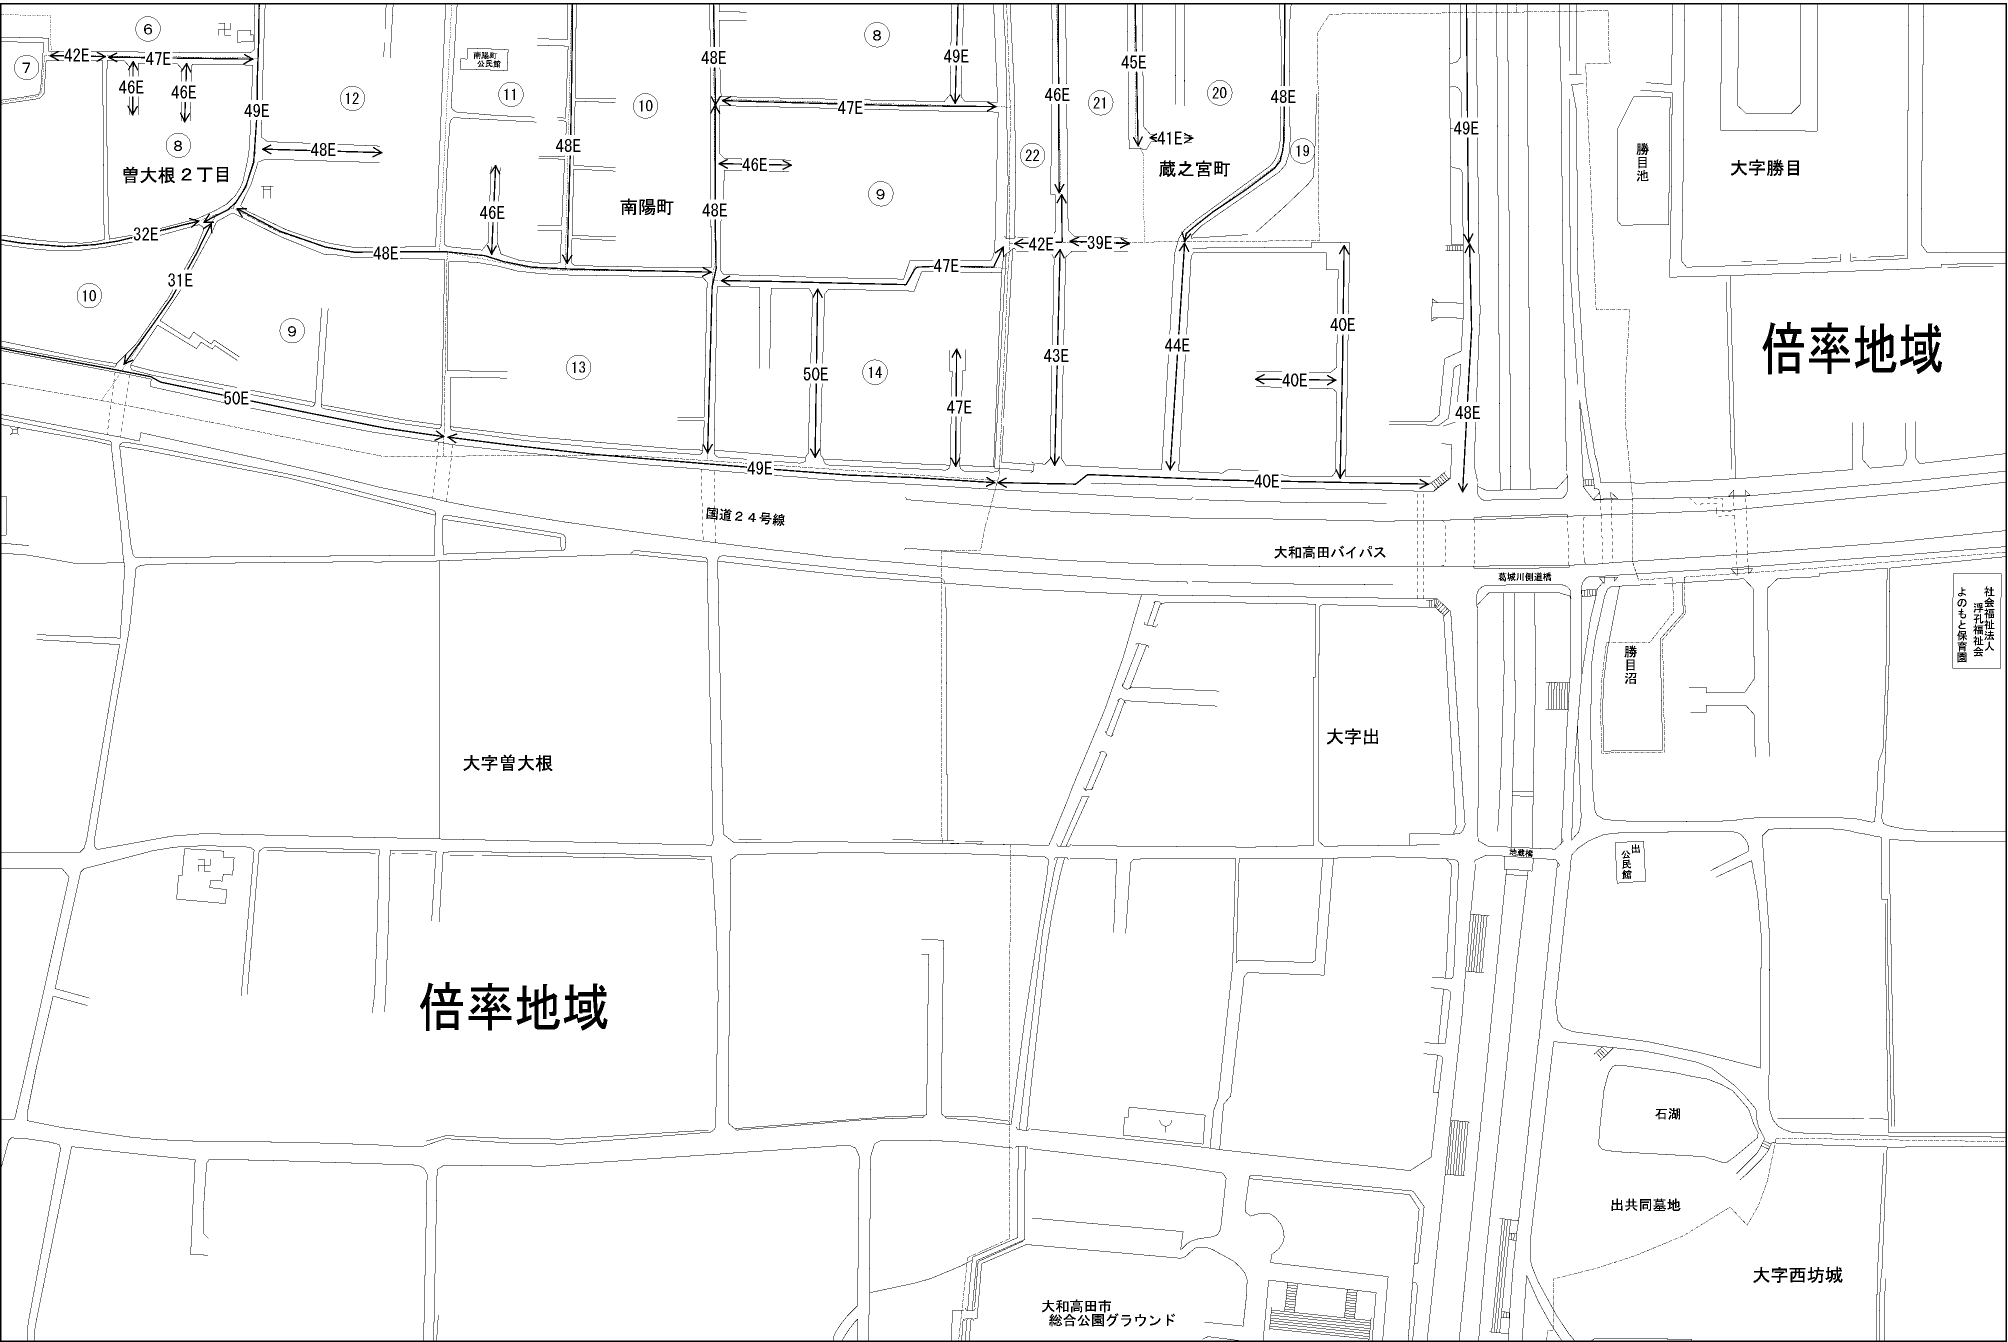 ⑥
⑧
42E
47E
48E
49E
45E
南陽町
公民館
⑦
46E
46E
49E
⑫
⑪
⑩
48E
47E
46E
㉑
⑳
48E
49E
41E
⑧
曽大根２丁目
48E
48E
46E
㉒
⑲
蔵之宮町
勝目池
大字勝目
⑨
46E
南陽町
48E
32E
48E
42E
39E
31E
47E
⑩
⑨
40E
43E
44E
倍率地域
⑬
50E
⑭
40E
50E
47E
48E
49E
40E
国道２４号線
大和高田バイパス
葛城川側道橋
社会福祉法人
浮孔福祉会
よのもと保育園
勝目沼
大字出
大字曽大根
地蔵橋
出
公民館
倍率地域
石湖
出共同墓地
大字西坊城
大和高田市
総合公園グラウンド